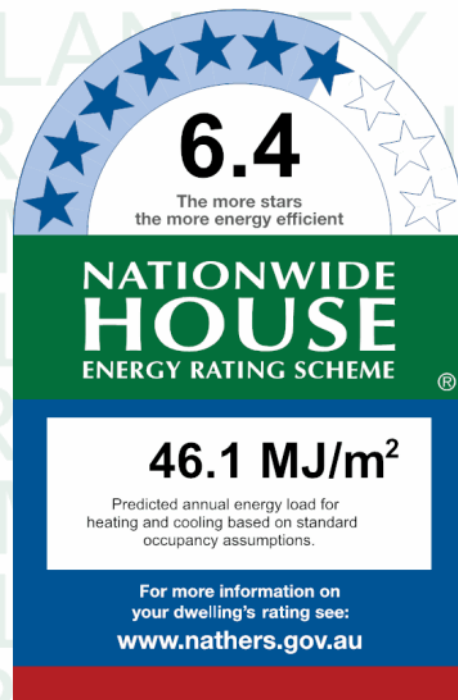 6.4
The more stars
the more energy efficient
NATIONWIDE
HOUSE
ENERGY RATING SCHEME
®
46.1 MJ/m²
Predicted annual energy load for
heating and cooling based on standard
occupancy assumptions.
For more information on
your dwelling's rating see:
www.nathers.gov.au